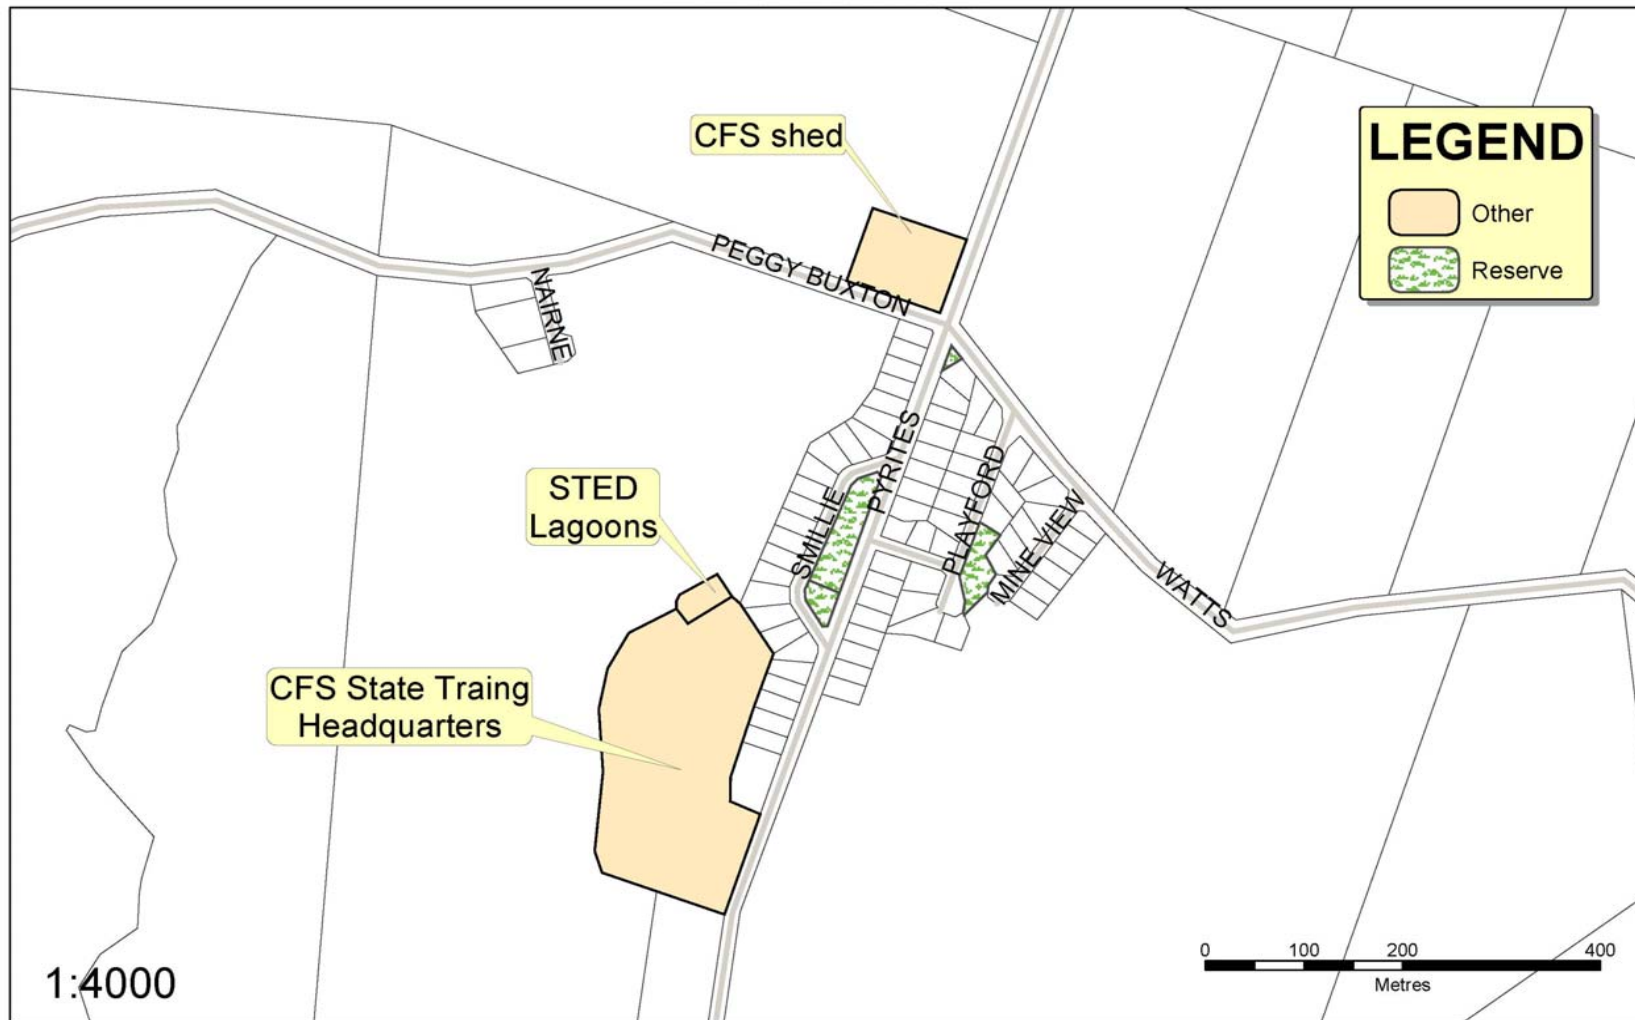 CFS shed
LEGEND
Other
Reserve
PEGGY BUXTON
NAIRNE
PYRITES
STED
Lagoons
SMILLIE
PLAYFORD
MINE VIEW
WATTS
CFS State Traing
Headquarters
0 100 200 400
Metres
1:4000